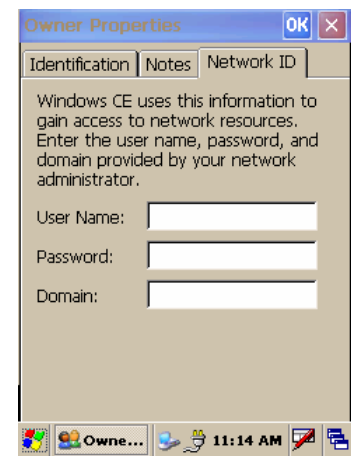 Owner Properties OK
Identification Notes Network ID
Windows CE uses this information to
gain access to network resources.
Enter the user name, password, and
domain provided by your network
administrator.
User Name:
Password:
Domain:
Owne... 11:14 AM